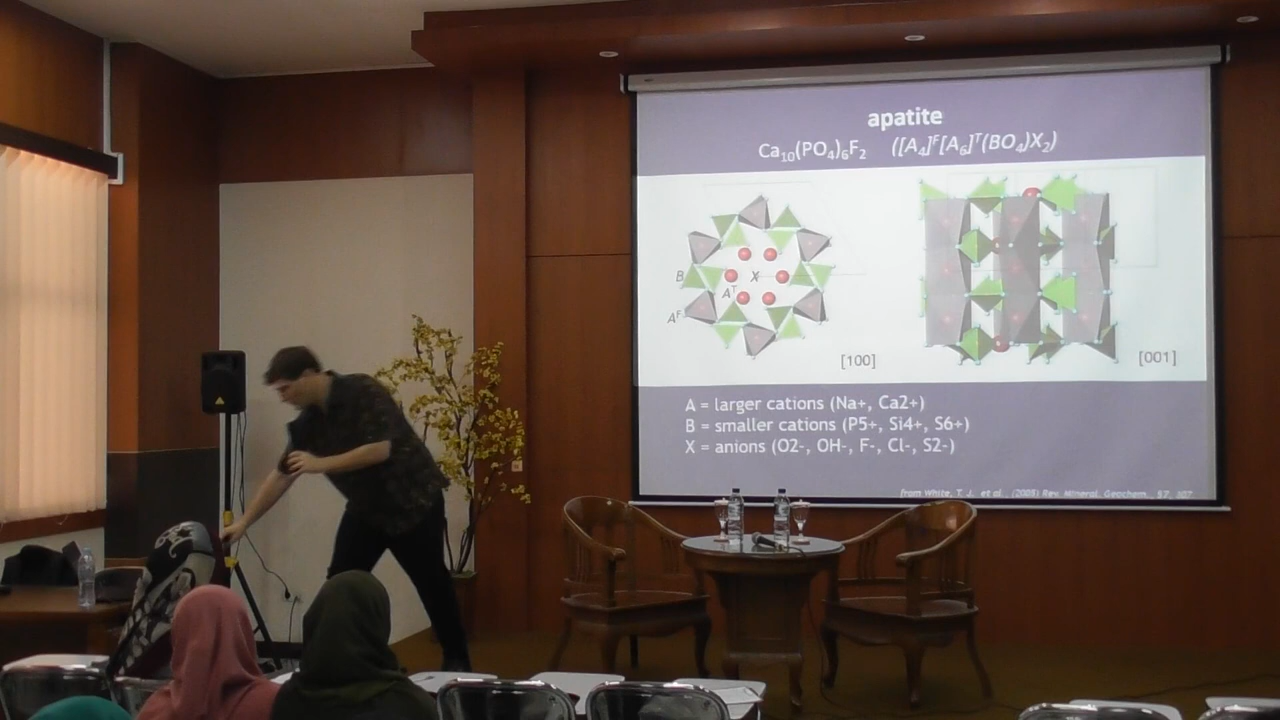 apatite
Ca₁₀(PO₄)₆F₂ ([A₄]ᶠ[A₆]ᵀ(BO₄)X₂)
B
X
Aᵀ
Aᶠ
[100]
[001]
A = larger cations (Na+, Ca2+)
B = smaller cations (P5+, Si4+, S6+)
X = anions (O2-, OH-, F-, Cl-, S2-)
from White, T. J. et al. (2005) Rev. Mineral. Geochem., 57, 307